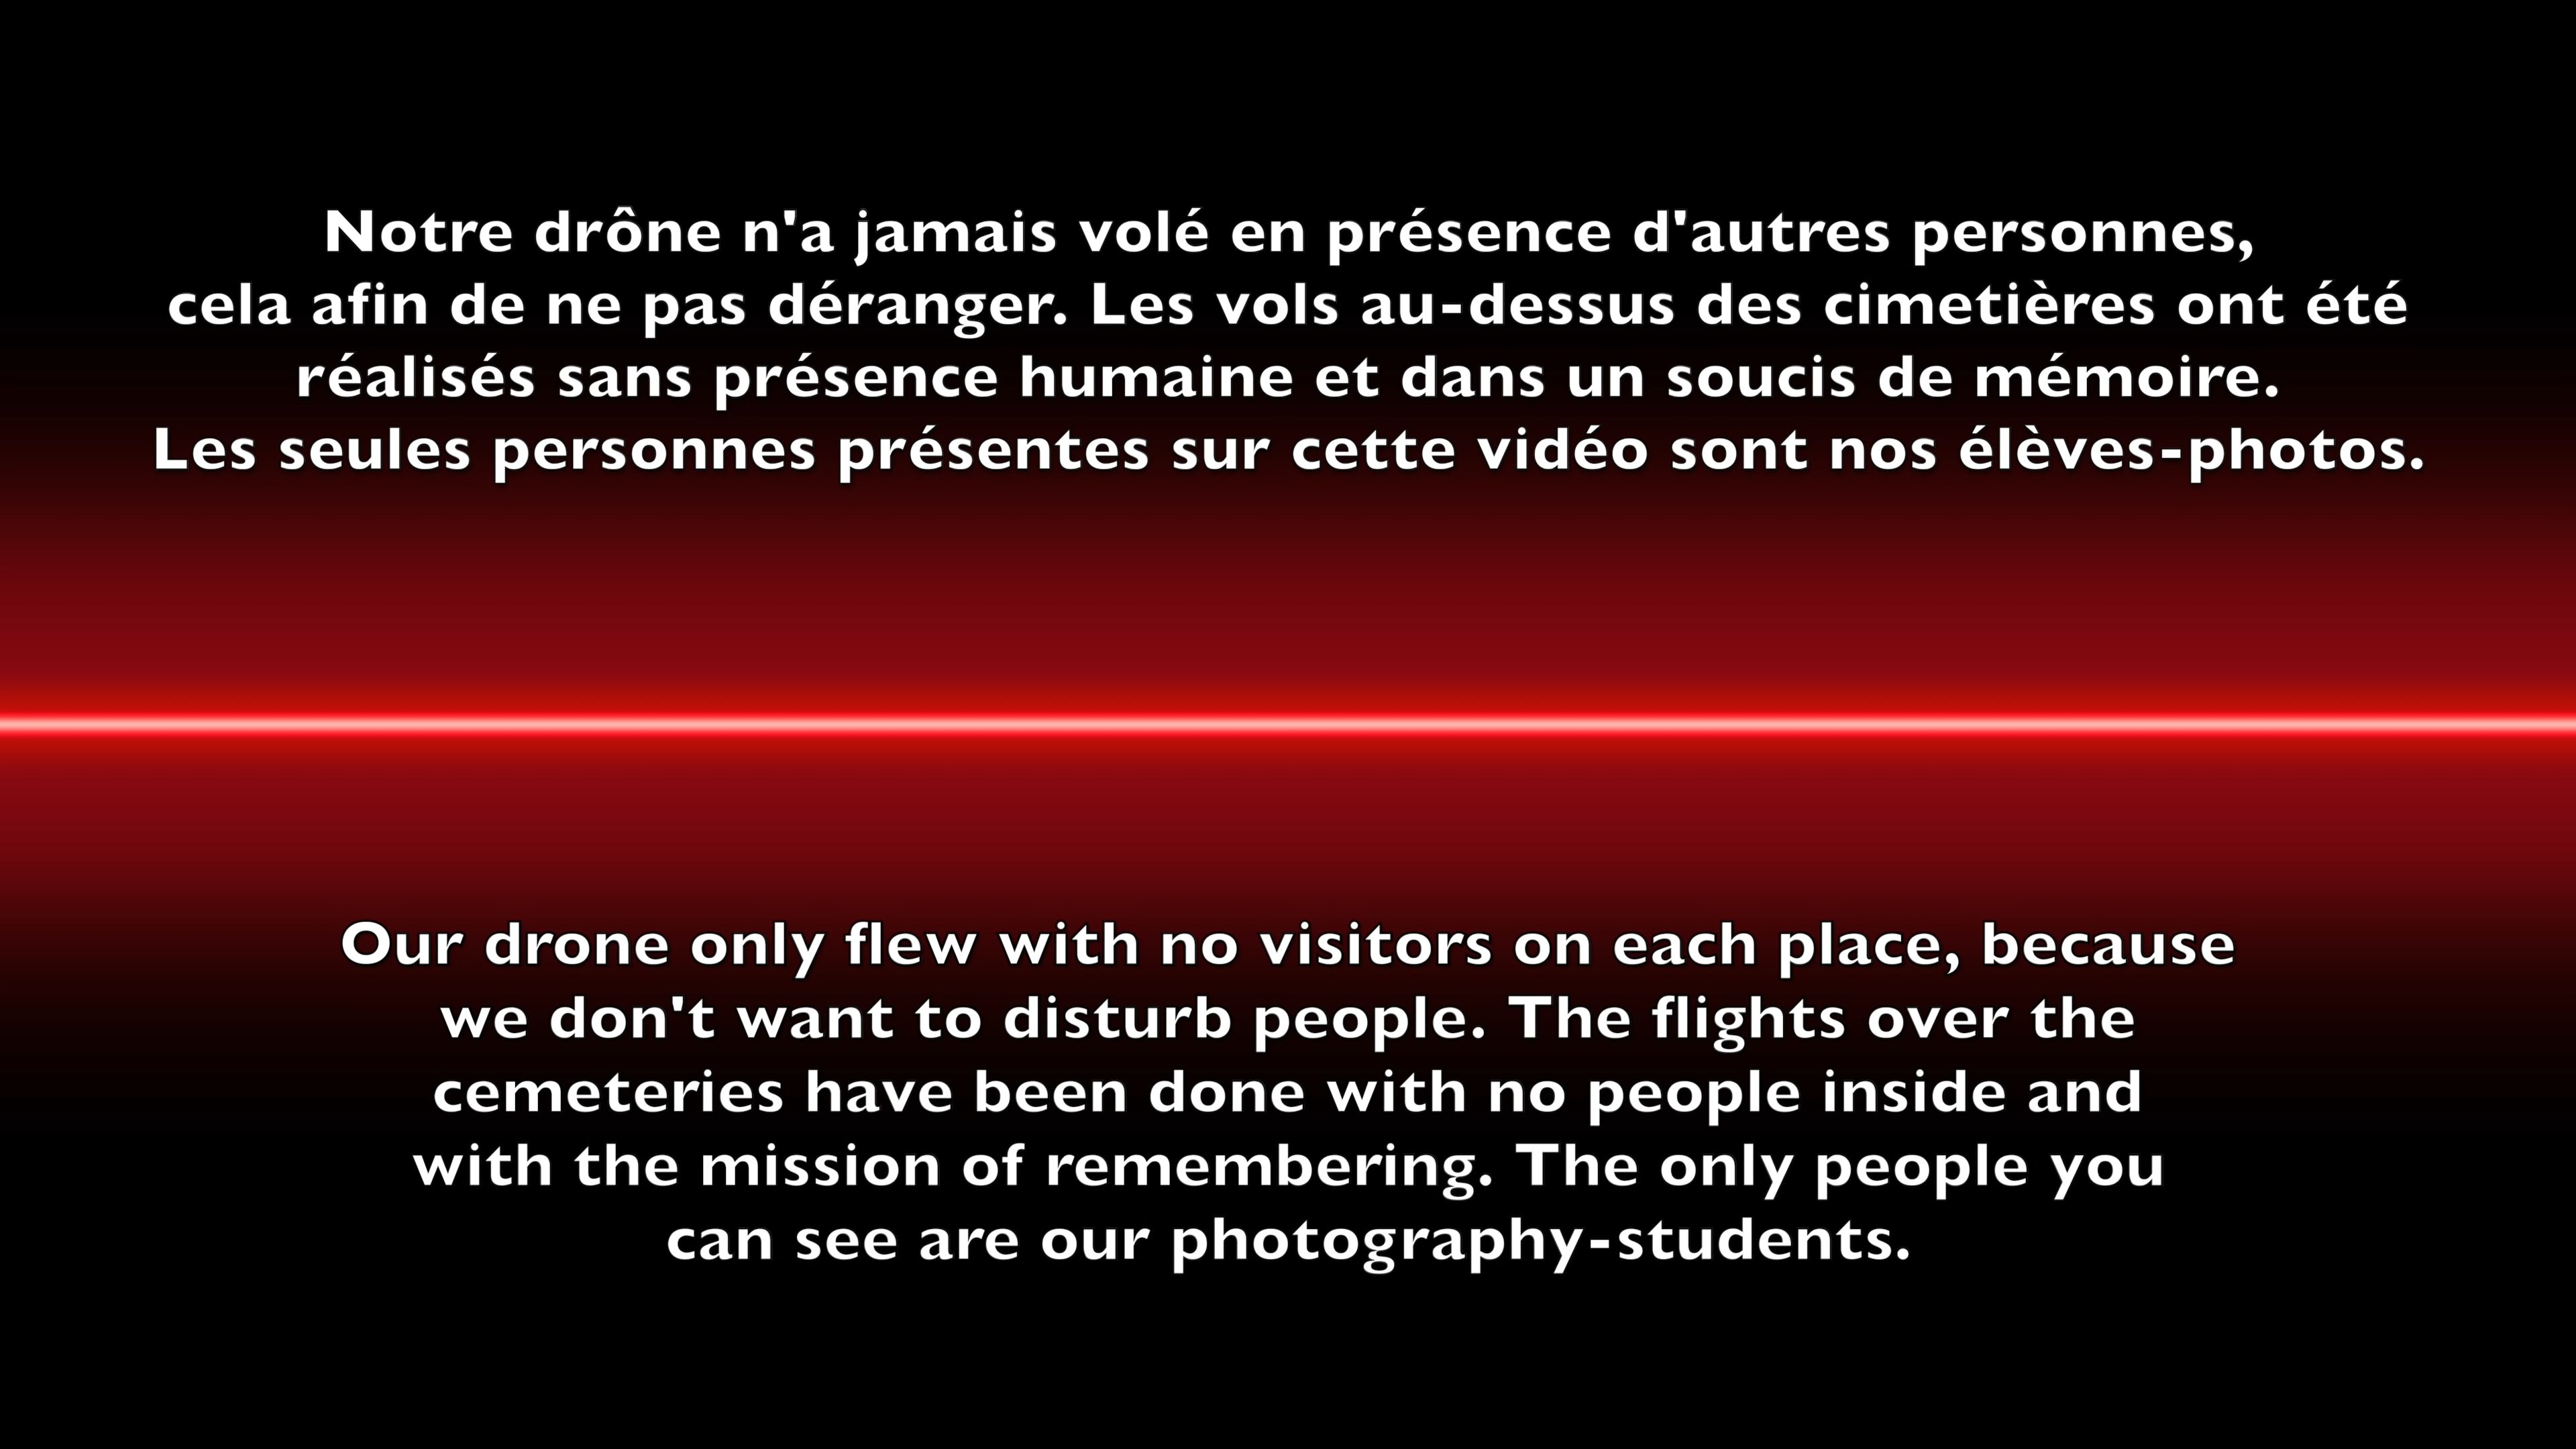 Notre drône n'a jamais volé en présence d'autres personnes,
cela afin de ne pas déranger. Les vols au-dessus des cimetières ont été
réalisés sans présence humaine et dans un soucis de mémoire.
Les seules personnes présentes sur cette vidéo sont nos élèves-photos.
Our drone only flew with no visitors on each place, because
we don't want to disturb people. The flights over the
cemeteries have been done with no people inside and
with the mission of remembering. The only people you
can see are our photography-students.